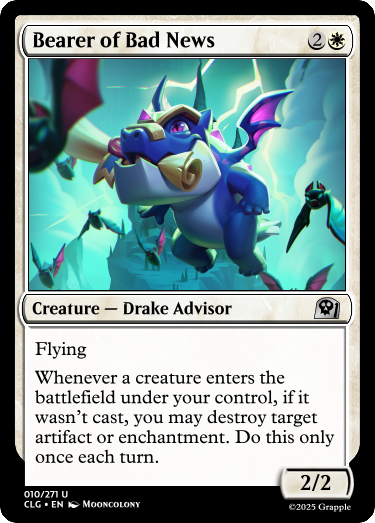 Bearer of Bad News 2
Creature — Drake Advisor
Flying
Whenever a creature enters the
battlefield under your control, if it
wasn't cast, you may destroy target
artifact or enchantment. Do this only
once each turn.
2/2
010/271 U
CLG • EN Mooncolony
©2025 Grapple